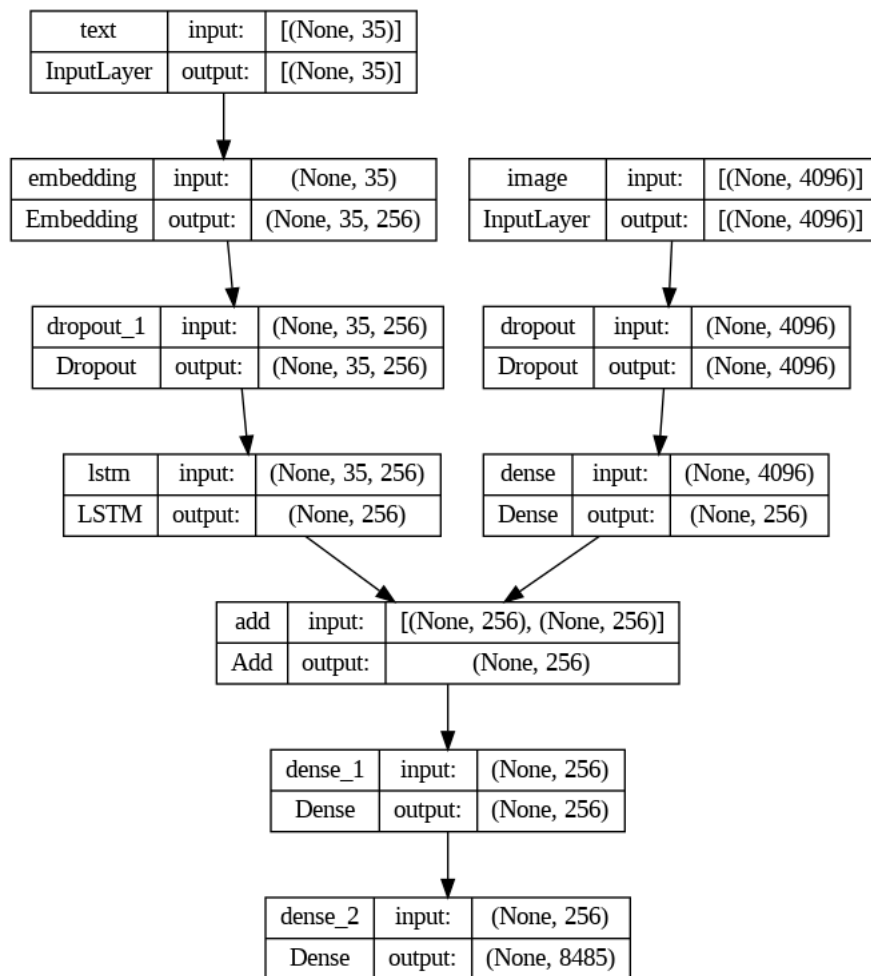 text input: [(None, 35)]
InputLayer output: [(None, 35)]
embedding input: (None, 35)
Embedding output: (None, 35, 256)
image input: [(None, 4096)]
InputLayer output: [(None, 4096)]
dropout_1 input: (None, 35, 256)
Dropout output: (None, 35, 256)
dropout input: (None, 4096)
Dropout output: (None, 4096)
lstm input: (None, 35, 256)
LSTM output: (None, 256)
dense input: (None, 4096)
Dense output: (None, 256)
add input: [(None, 256), (None, 256)]
Add output: (None, 256)
dense_1 input: (None, 256)
Dense output: (None, 256)
dense_2 input: (None, 256)
Dense output: (None, 8485)